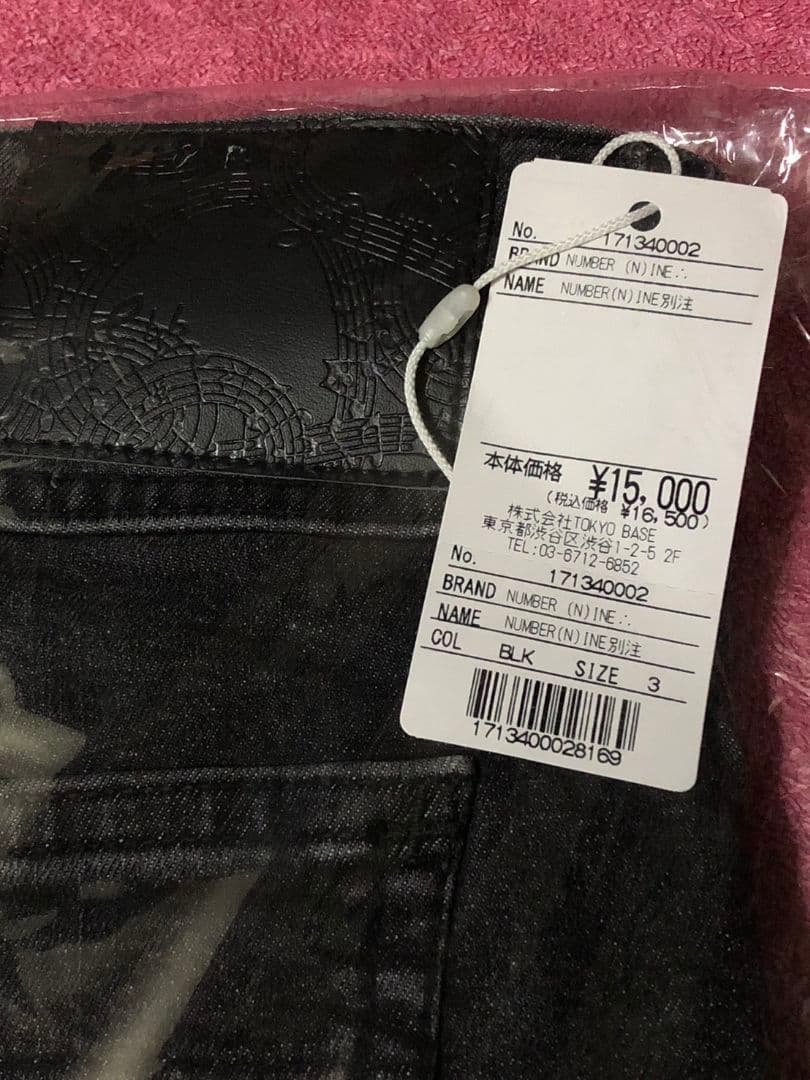 No. 171340002
BRAND NUMBER (N)INE∴
NAME NUMBER(N)INE別注
本体価格 ¥15,000
(税込価格 ¥16,500)
株式会社TOKYO BASE
東京都渋谷区渋谷1-2-5 2F
TEL:03-6712-6852
No. 171340002
BRAND NUMBER (N)INE∴
NAME NUMBER(N)INE別注
COL BLK SIZE 3
1713400028169